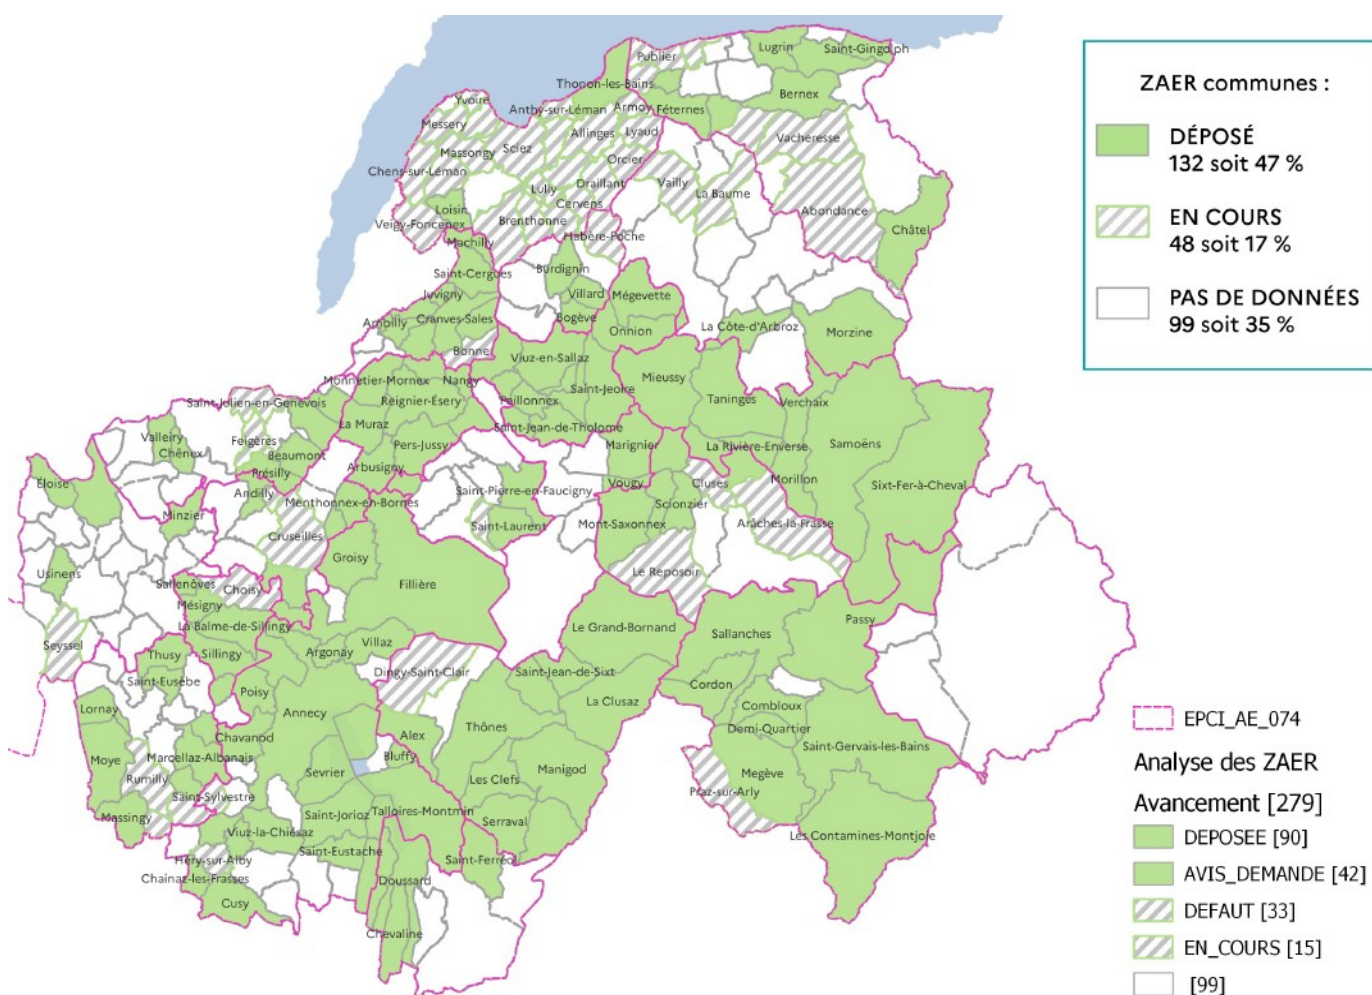 ZAER communes :
DÉPOSÉ
132 soit 47 %
EN COURS
48 soit 17 %
PAS DE DONNÉES
99 soit 35 %
Publier
Lugrin
Saint-Gingolph
Thonon-les-Bains
Bernex
Yvoire
Anthy-sur-Léman
Armoy
Féternes
Messery
Allinges
Lyaud
Vacheresse
Massongy
Sciez
Orcier
Chens-sur-Léman
Vailly
Lully
Draillant
La Baume
Loisin
Cervens
Abondance
Veigy-Foncenex
Brenthonne
Châtel
Machilly
Habère-Poche
Saint-Cergues
Burdignin
Juvigny
Villard
Mégevette
Ambilly
Cranves-Sales
Bogève
Onnion
La Côte-d'Arbroz
Morzine
Bonne
Viuz-en-Sallaz
Monnetier-Mornex
Nangy
Saint-Jeoire
Mieussy
Saint-Julien-en-Genevois
Reignier-Ésery
Peillonnex
Taninges
Verchaix
La Muraz
Saint-Jean-de-Tholome
Valleiry
Feigères
Pers-Jussy
Marignier
La Rivière-Enverse
Samoëns
Chênex
Beaumont
Arbusigny
Présilly
Cluses
Morillon
Éloise
Vougy
Sixt-Fer-à-Cheval
Andilly
Menthonnex-en-Bornes
Saint-Pierre-en-Faucigny
Scionzier
Minzier
Saint-Laurent
Mont-Saxonnex
Arâches-la-Frasse
Cruseilles
Groisy
Usinens
Fillière
Le Reposoir
Sallenôves
Choisy
Mésigny
La Balme-de-Sillingy
Le Grand-Bornand
Sallanches
Passy
Seyssel
Thusy
Sillingy
Argonay
Villaz
Saint-Eusèbe
Dingy-Saint-Clair
Saint-Jean-de-Sixt
Cordon
Poisy
La Clusaz
Combloux
Lornay
Annecy
Thônes
Demi-Quartier
Chavanod
Alex
Saint-Gervais-les-Bains
Moye
Marcellaz-Albanais
Bluffy
Rumilly
Sevrier
Les Clefs
Manigod
Megève
Saint-Sylvestre
Praz-sur-Arly
Massingy
Saint-Jorioz
Talloires-Montmin
Serraval
Viuz-la-Chiésaz
Les Contamines-Montjoie
Saint-Eustache
Saint-Ferréol
Héry-sur-Alby
Chainaz-les-Frasses
Doussard
Cusy
Chevaline
EPCI_AE_074
Analyse des ZAER
Avancement [279]
DEPOSEE [90]
AVIS_DEMANDE [42]
DEFAUT [33]
EN_COURS [15]
[99]